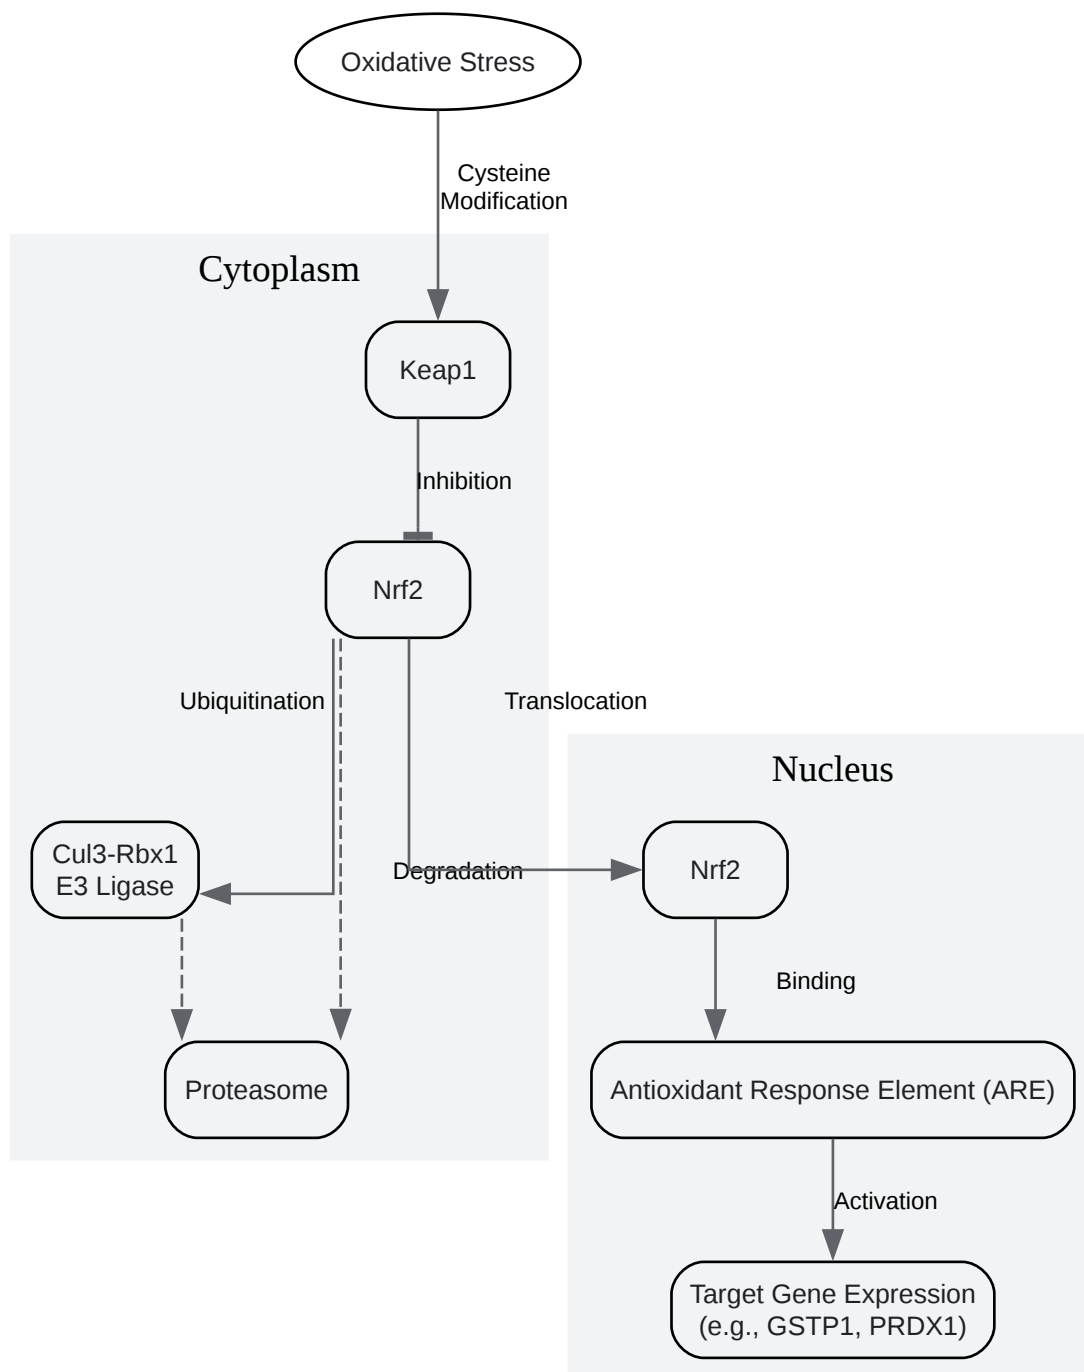 Oxidative Stress
Cysteine
Modification
Cytoplasm
Keap1
Inhibition
Nrf2
Ubiquitination
Translocation
Nucleus
Cul3-Rbx1
E3 Ligase
Degradation
Nrf2
Binding
Proteasome
Antioxidant Response Element (ARE)
Activation
Target Gene Expression
(e.g., GSTP1, PRDX1)